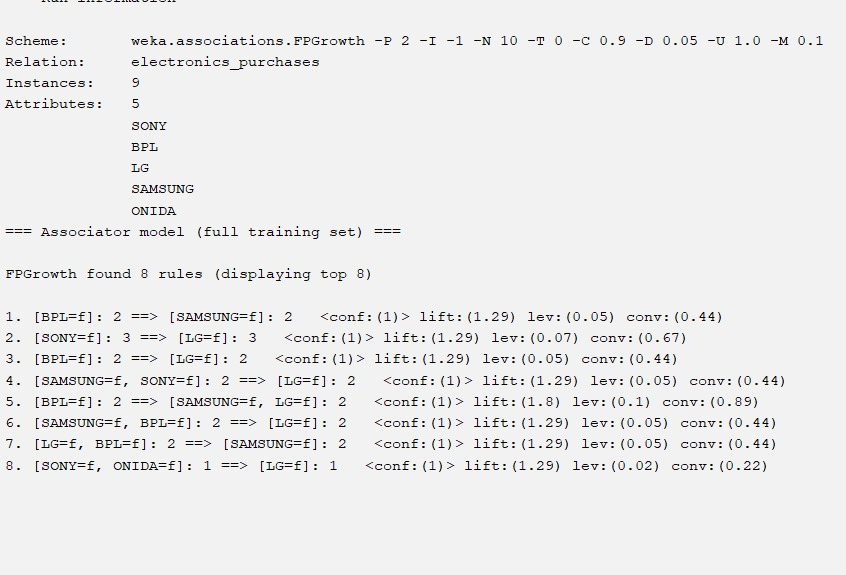 Run information
Scheme: weka.associations.FPGrowth -P 2 -I -1 -N 10 -T 0 -C 0.9 -D 0.05 -U 1.0 -M 0.1
Relation: electronics_purchases
Instances: 9
Attributes: 5
SONY
BPL
LG
SAMSUNG
ONIDA
=== Associator model (full training set) ===
FPGrowth found 8 rules (displaying top 8)
1. [BPL=f]: 2 ==> [SAMSUNG=f]: 2 <conf:(1)> lift:(1.29) lev:(0.05) conv:(0.44)
2. [SONY=f]: 3 ==> [LG=f]: 3 <conf:(1)> lift:(1.29) lev:(0.07) conv:(0.67)
3. [BPL=f]: 2 ==> [LG=f]: 2 <conf:(1)> lift:(1.29) lev:(0.05) conv:(0.44)
4. [SAMSUNG=f, SONY=f]: 2 ==> [LG=f]: 2 <conf:(1)> lift:(1.29) lev:(0.05) conv:(0.44)
5. [BPL=f]: 2 ==> [SAMSUNG=f, LG=f]: 2 <conf:(1)> lift:(1.8) lev:(0.1) conv:(0.89)
6. [SAMSUNG=f, BPL=f]: 2 ==> [LG=f]: 2 <conf:(1)> lift:(1.29) lev:(0.05) conv:(0.44)
7. [LG=f, BPL=f]: 2 ==> [SAMSUNG=f]: 2 <conf:(1)> lift:(1.29) lev:(0.05) conv:(0.44)
8. [SONY=f, ONIDA=f]: 1 ==> [LG=f]: 1 <conf:(1)> lift:(1.29) lev:(0.02) conv:(0.22)